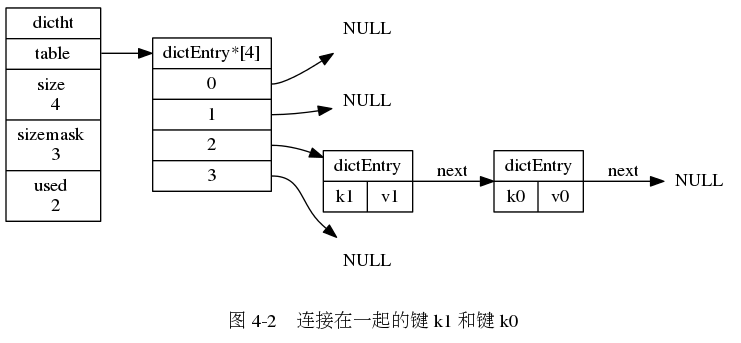 dictht
table
size
4
sizemask
3
used
2
dictEntry*[4]
0
1
2
3
NULL
NULL
dictEntry
k1 v1
next
dictEntry
k0 v0
next
NULL
NULL
图 4-2 连接在一起的键 k1 和键 k0